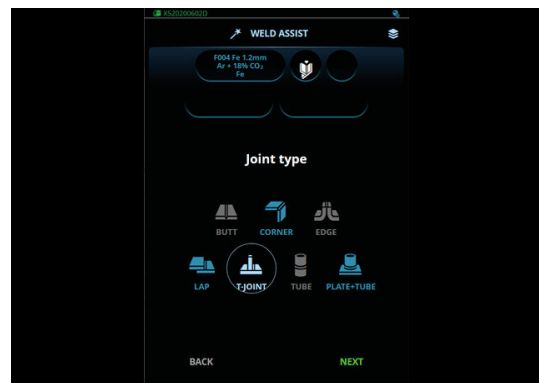 X520200602D
WELD ASSIST
F004 Fe 1.2mm
Ar + 18% CO₂
Fe
Joint type
BUTT
CORNER
EDGE
LAP
T-JOINT
TUBE
PLATE+TUBE
BACK
NEXT